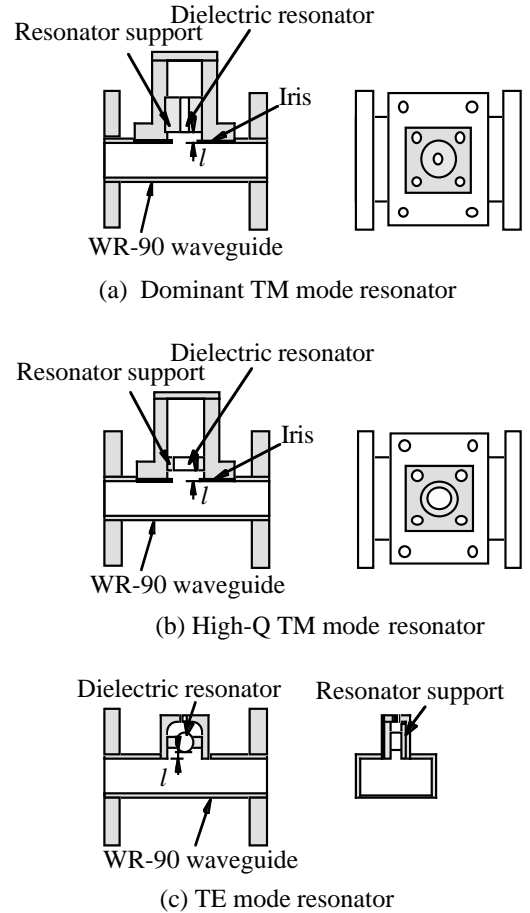 Dielectric resonator
Resonator support
Iris
l
WR-90 waveguide
(a) Dominant TM mode resonator
Dielectric resonator
Resonator support
Iris
l
WR-90 waveguide
(b) High-Q TM mode resonator
Dielectric resonator
Resonator support
l
WR-90 waveguide
(c) TE mode resonator